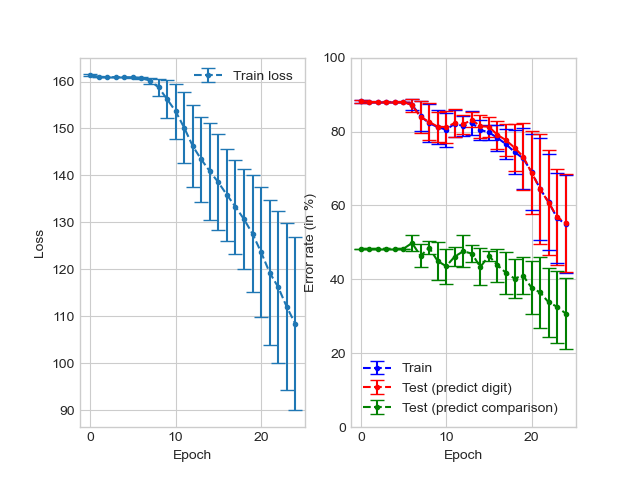 160
150
140
130
120
110
100
90
0
10
20
Loss
Epoch
Train loss
100
80
60
40
20
0
0
10
20
Error rate (in %)
Epoch
Train
Test (predict digit)
Test (predict comparison)